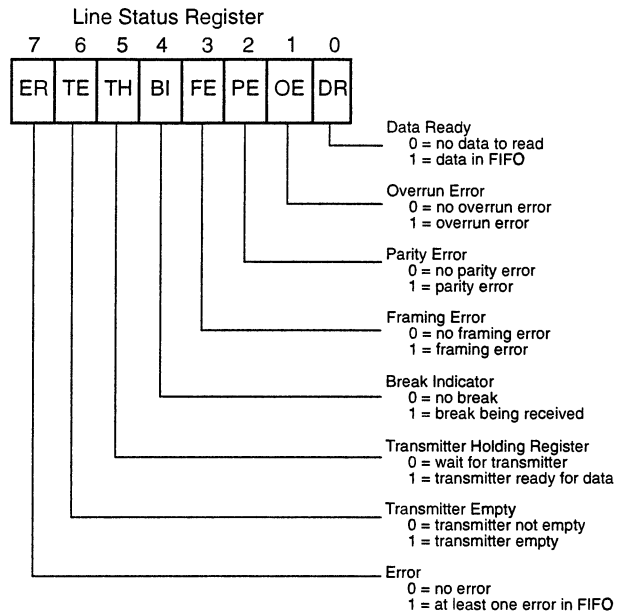 Line Status Register
7 6 5 4 3 2 1 0
ER TE TH BI FE PE OE DR
Data Ready
0 = no data to read
1 = data in FIFO
Overrun Error
0 = no overrun error
1 = overrun error
Parity Error
0 = no parity error
1 = parity error
Framing Error
0 = no framing error
1 = framing error
Break Indicator
0 = no break
1 = break being received
Transmitter Holding Register
0 = wait for transmitter
1 = transmitter ready for data
Transmitter Empty
0 = transmitter not empty
1 = transmitter empty
Error
0 = no error
1 = at least one error in FIFO